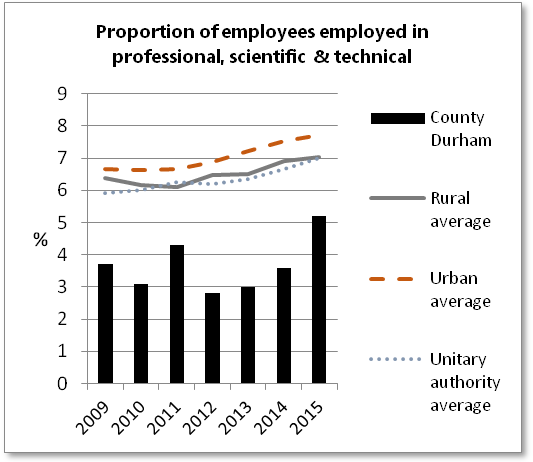 Proportion of employees employed in
professional, scientific & technical
9
8
7
6
5
4
3
2
1
0
%
2009
2010
2011
2012
2013
2014
2015
County
Durham
Rural
average
Urban
average
Unitary
authority
average